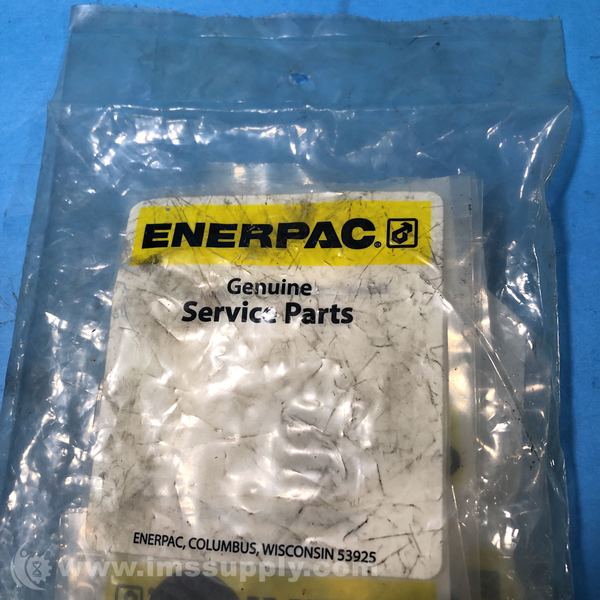 ENERPAC®
Genuine
Service Parts
ENERPAC, COLUMBUS, WISCONSIN 53925
www.imssupply.com